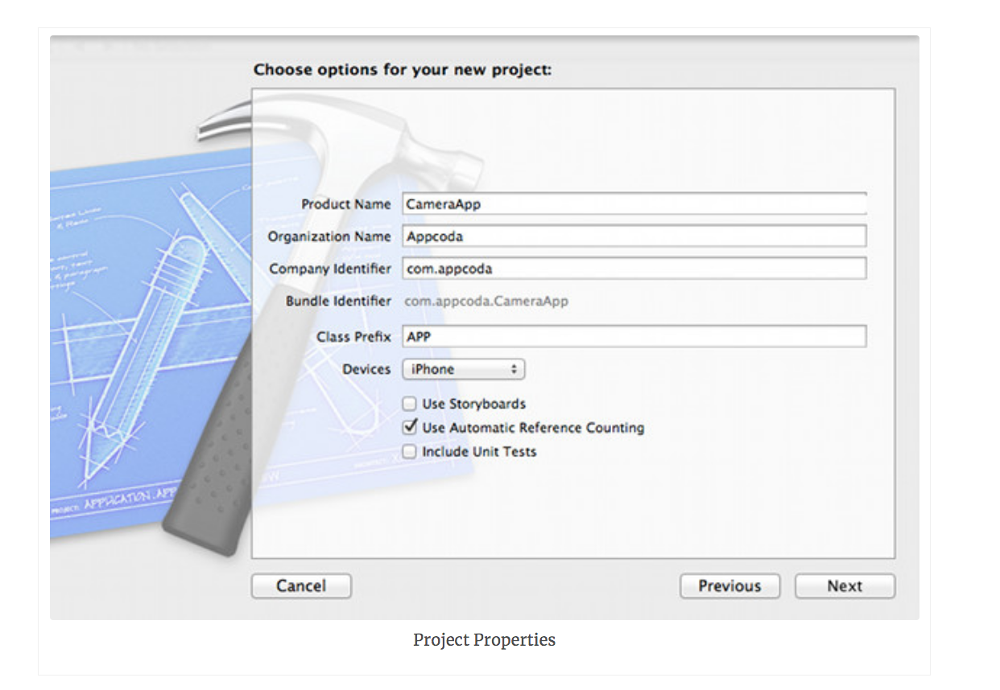 Choose options for your new project:
Product Name CameraApp
Organization Name Appcoda
Company Identifier com.appcoda
Bundle Identifier com.appcoda.CameraApp
Class Prefix APP
Devices iPhone
Use Storyboards
Use Automatic Reference Counting
Include Unit Tests
PROJECT: APPLICATION.APP
Cancel Previous Next
Project Properties